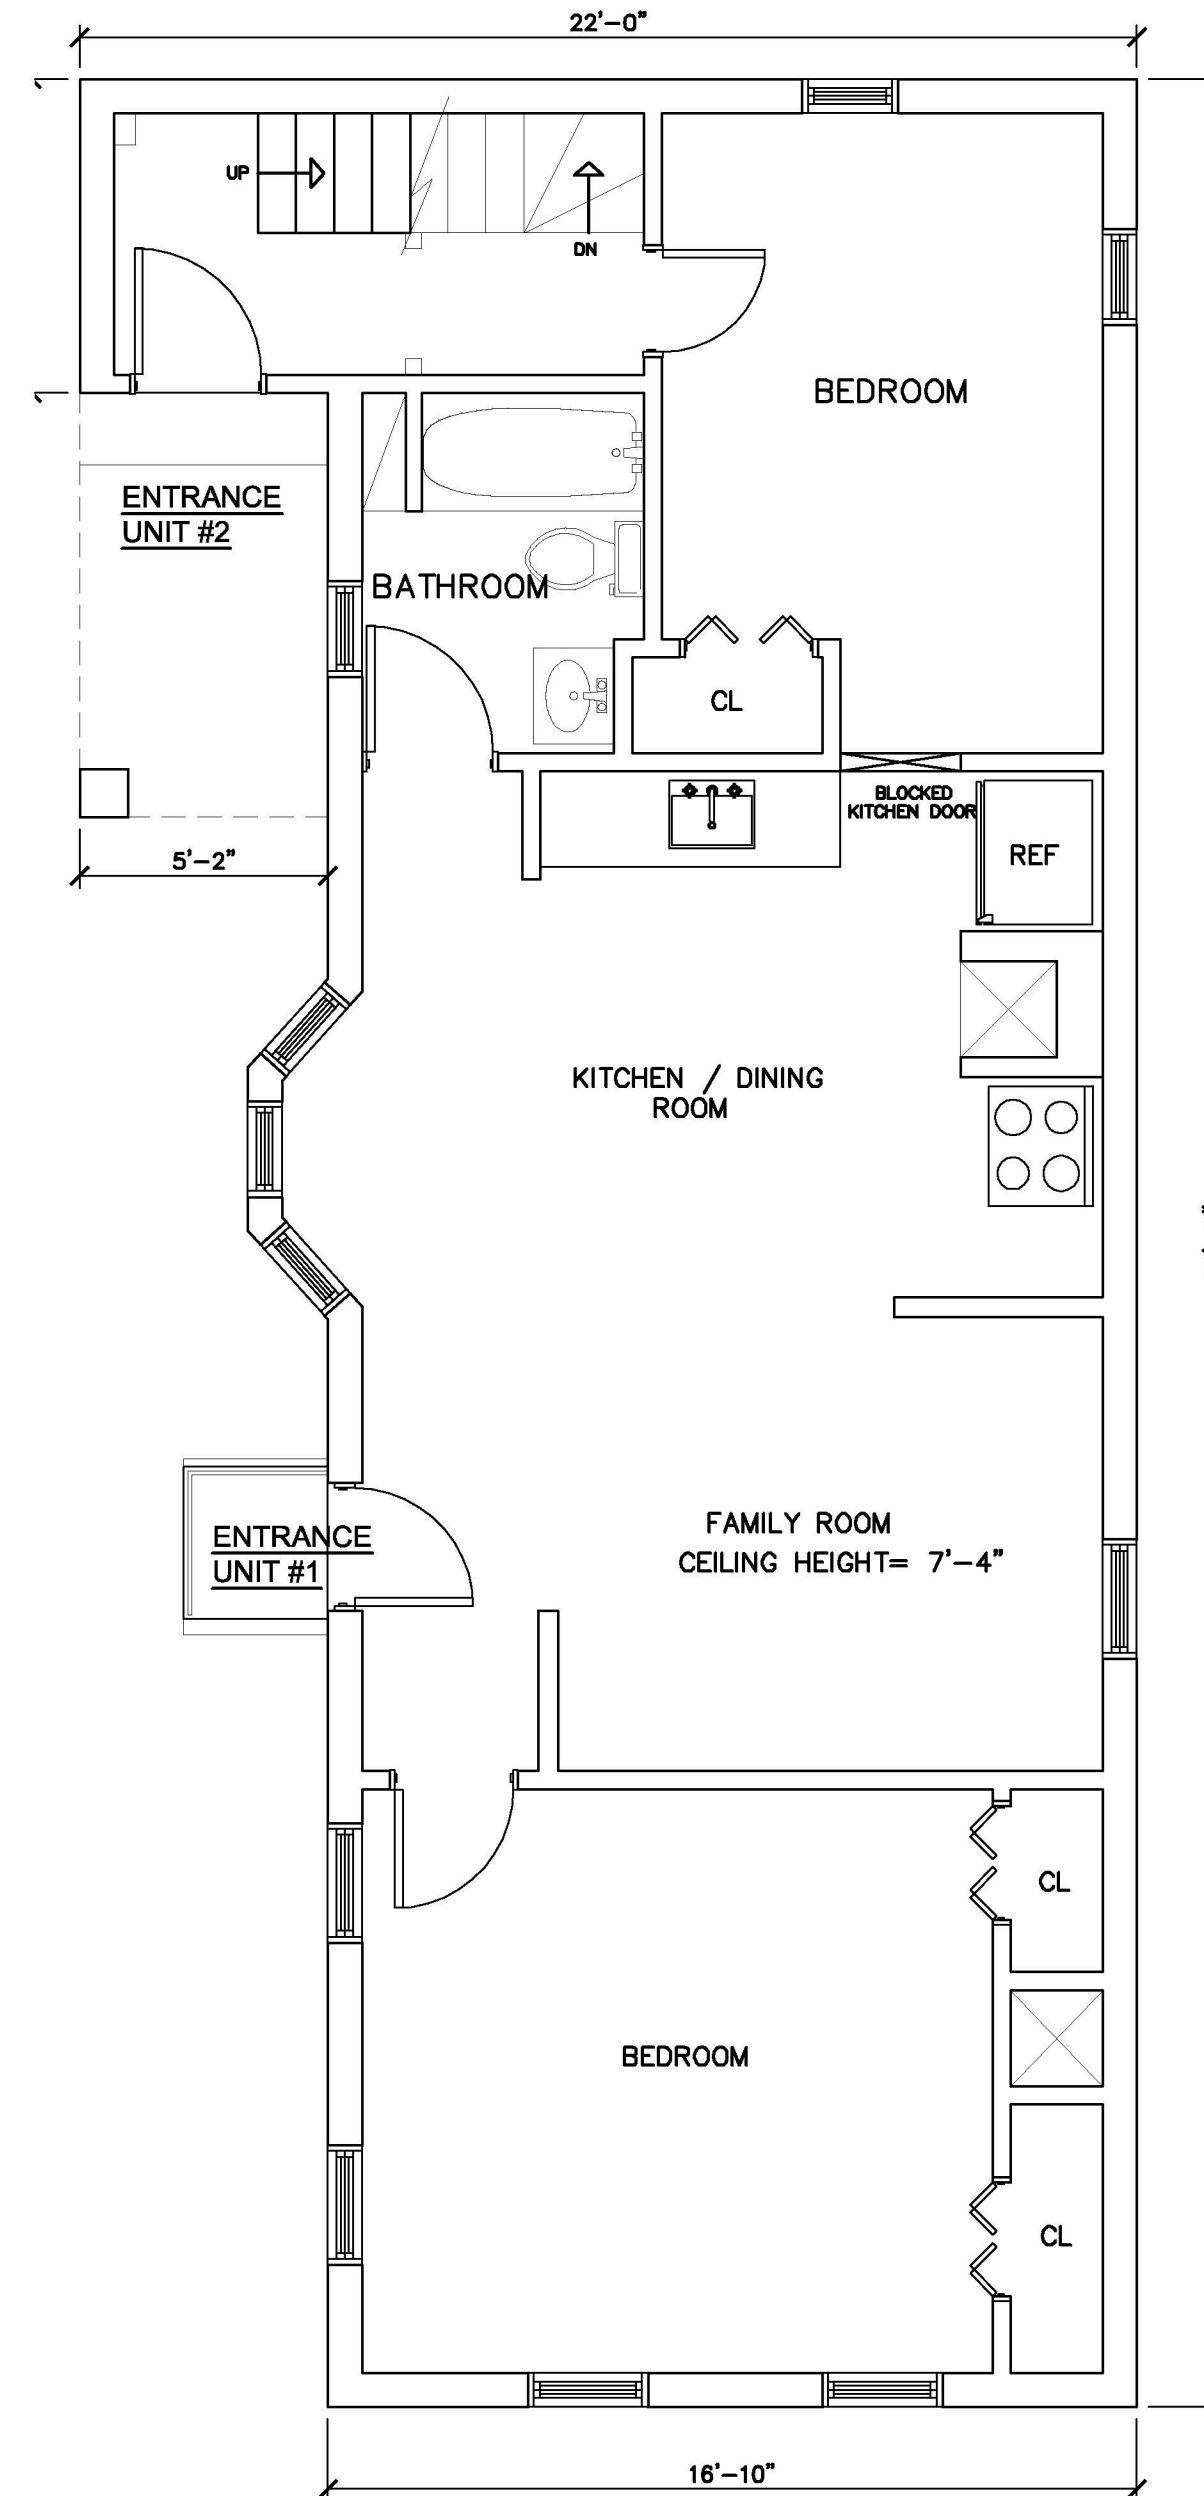 22'-0"
UP
DN
BEDROOM
ENTRANCE
UNIT #2
BATHROOM
CL
BLOCKED
KITCHEN DOOR
REF
5'-2"
KITCHEN / DINING
ROOM
ENTRANCE
UNIT #1
FAMILY ROOM
CEILING HEIGHT= 7'-4"
CL
BEDROOM
CL
16'-10"